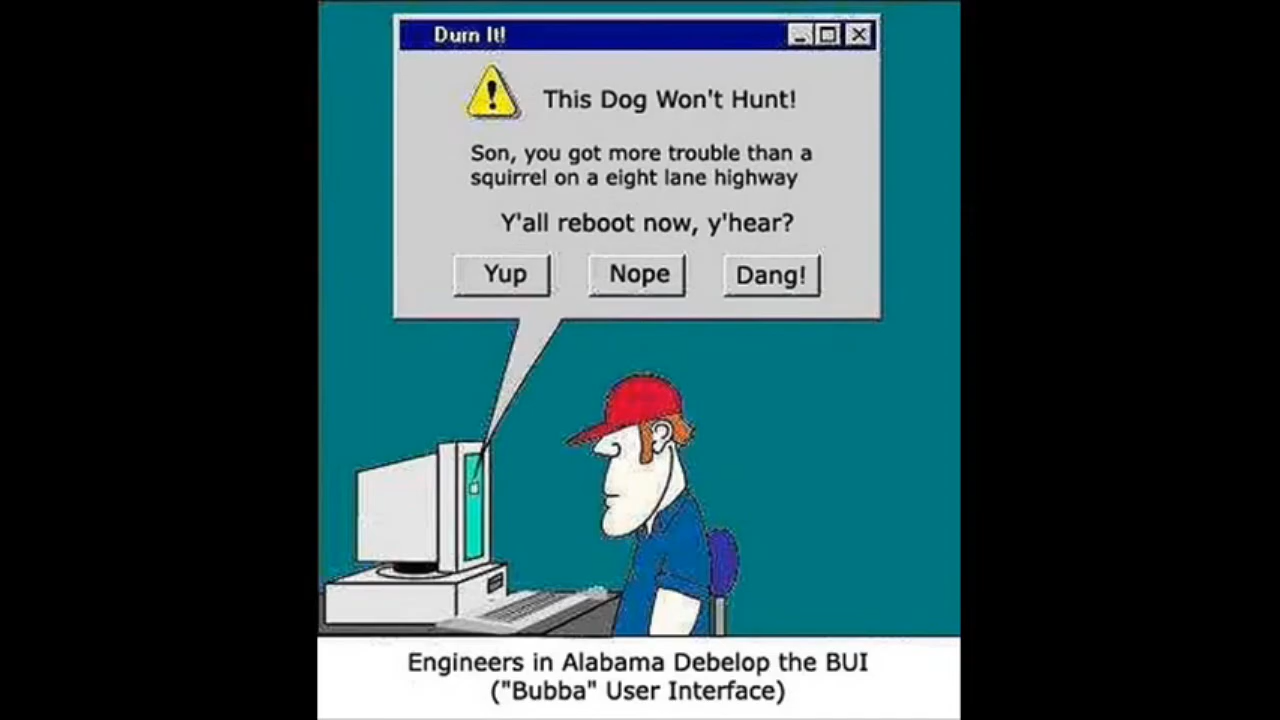 Durn It!
This Dog Won't Hunt!
Son, you got more trouble than a
squirrel on a eight lane highway
Y'all reboot now, y'hear?
Yup Nope Dang!
Engineers in Alabama Debelop the BUI
("Bubba" User Interface)